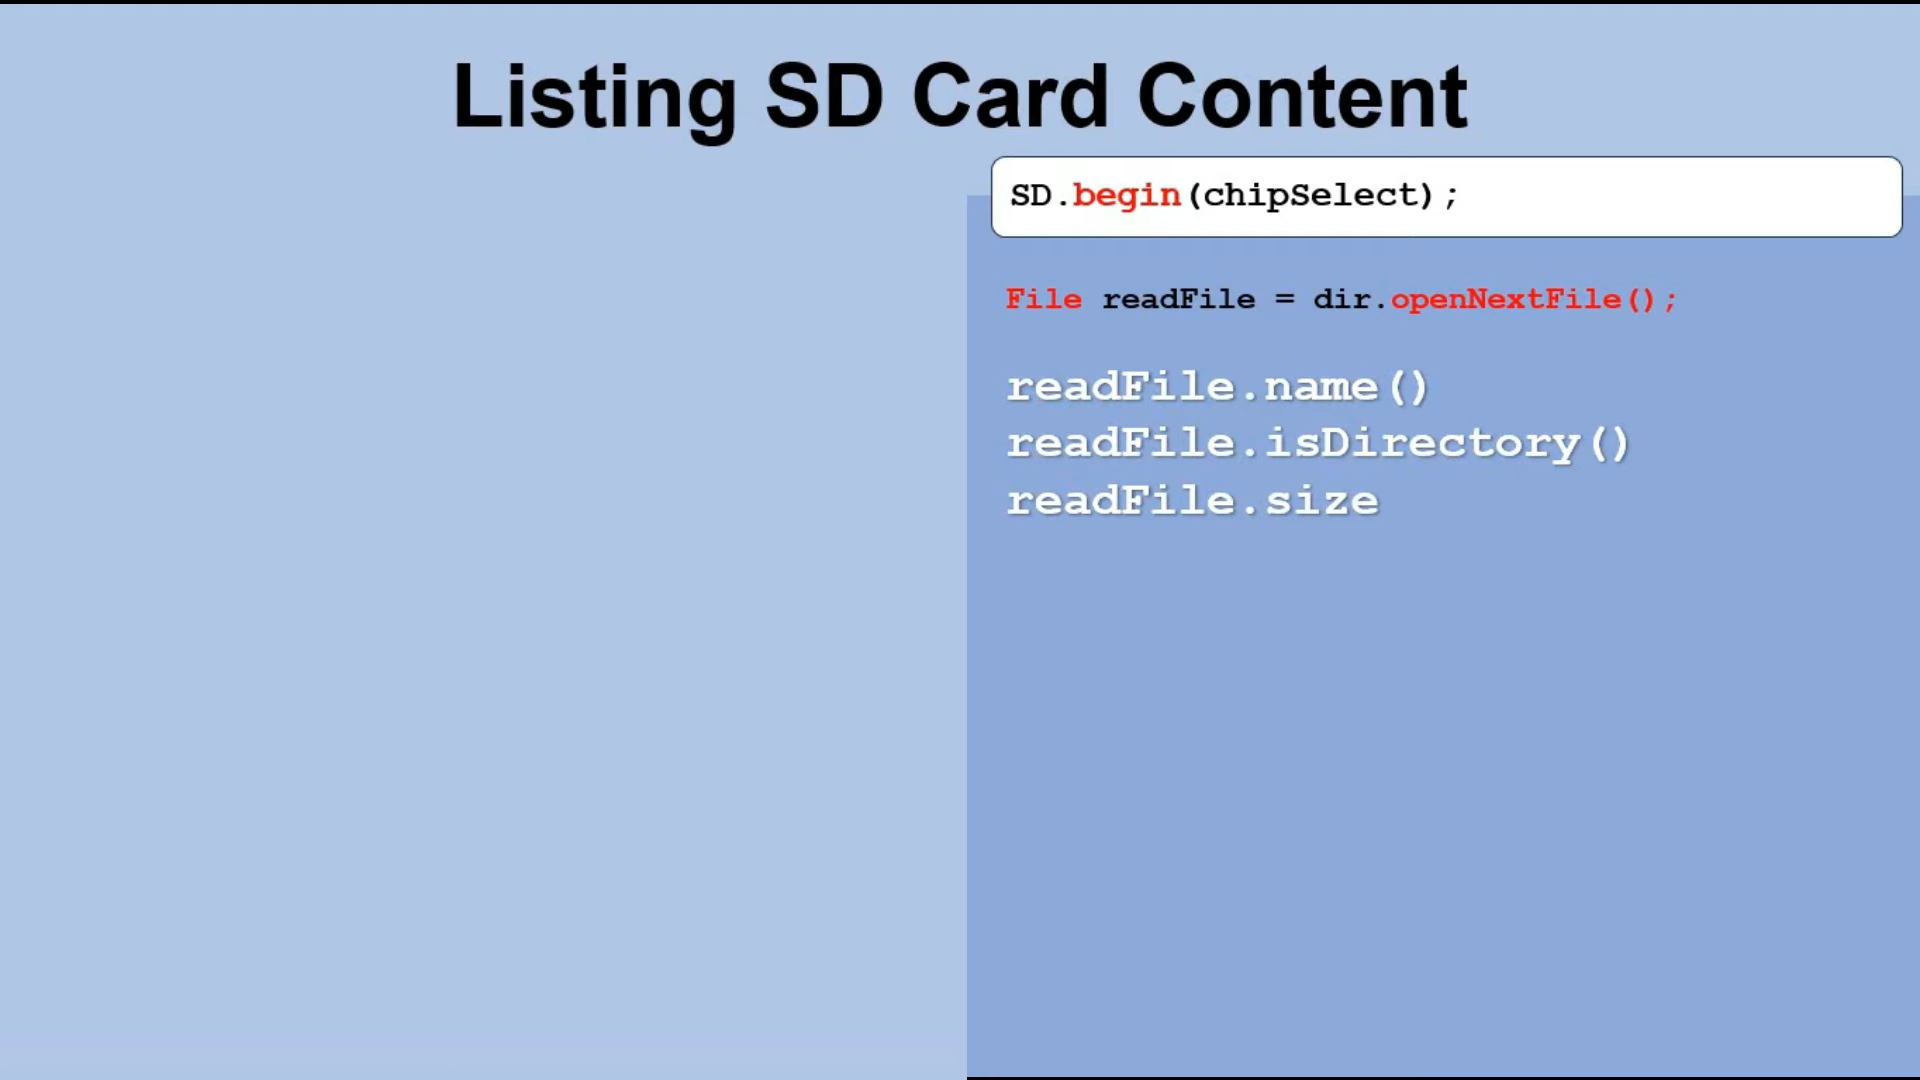 Listing SD Card Content
SD.begin(chipSelect);
File readFile = dir.openNextFile();
readFile.name()
readFile.isDirectory()
readFile.size